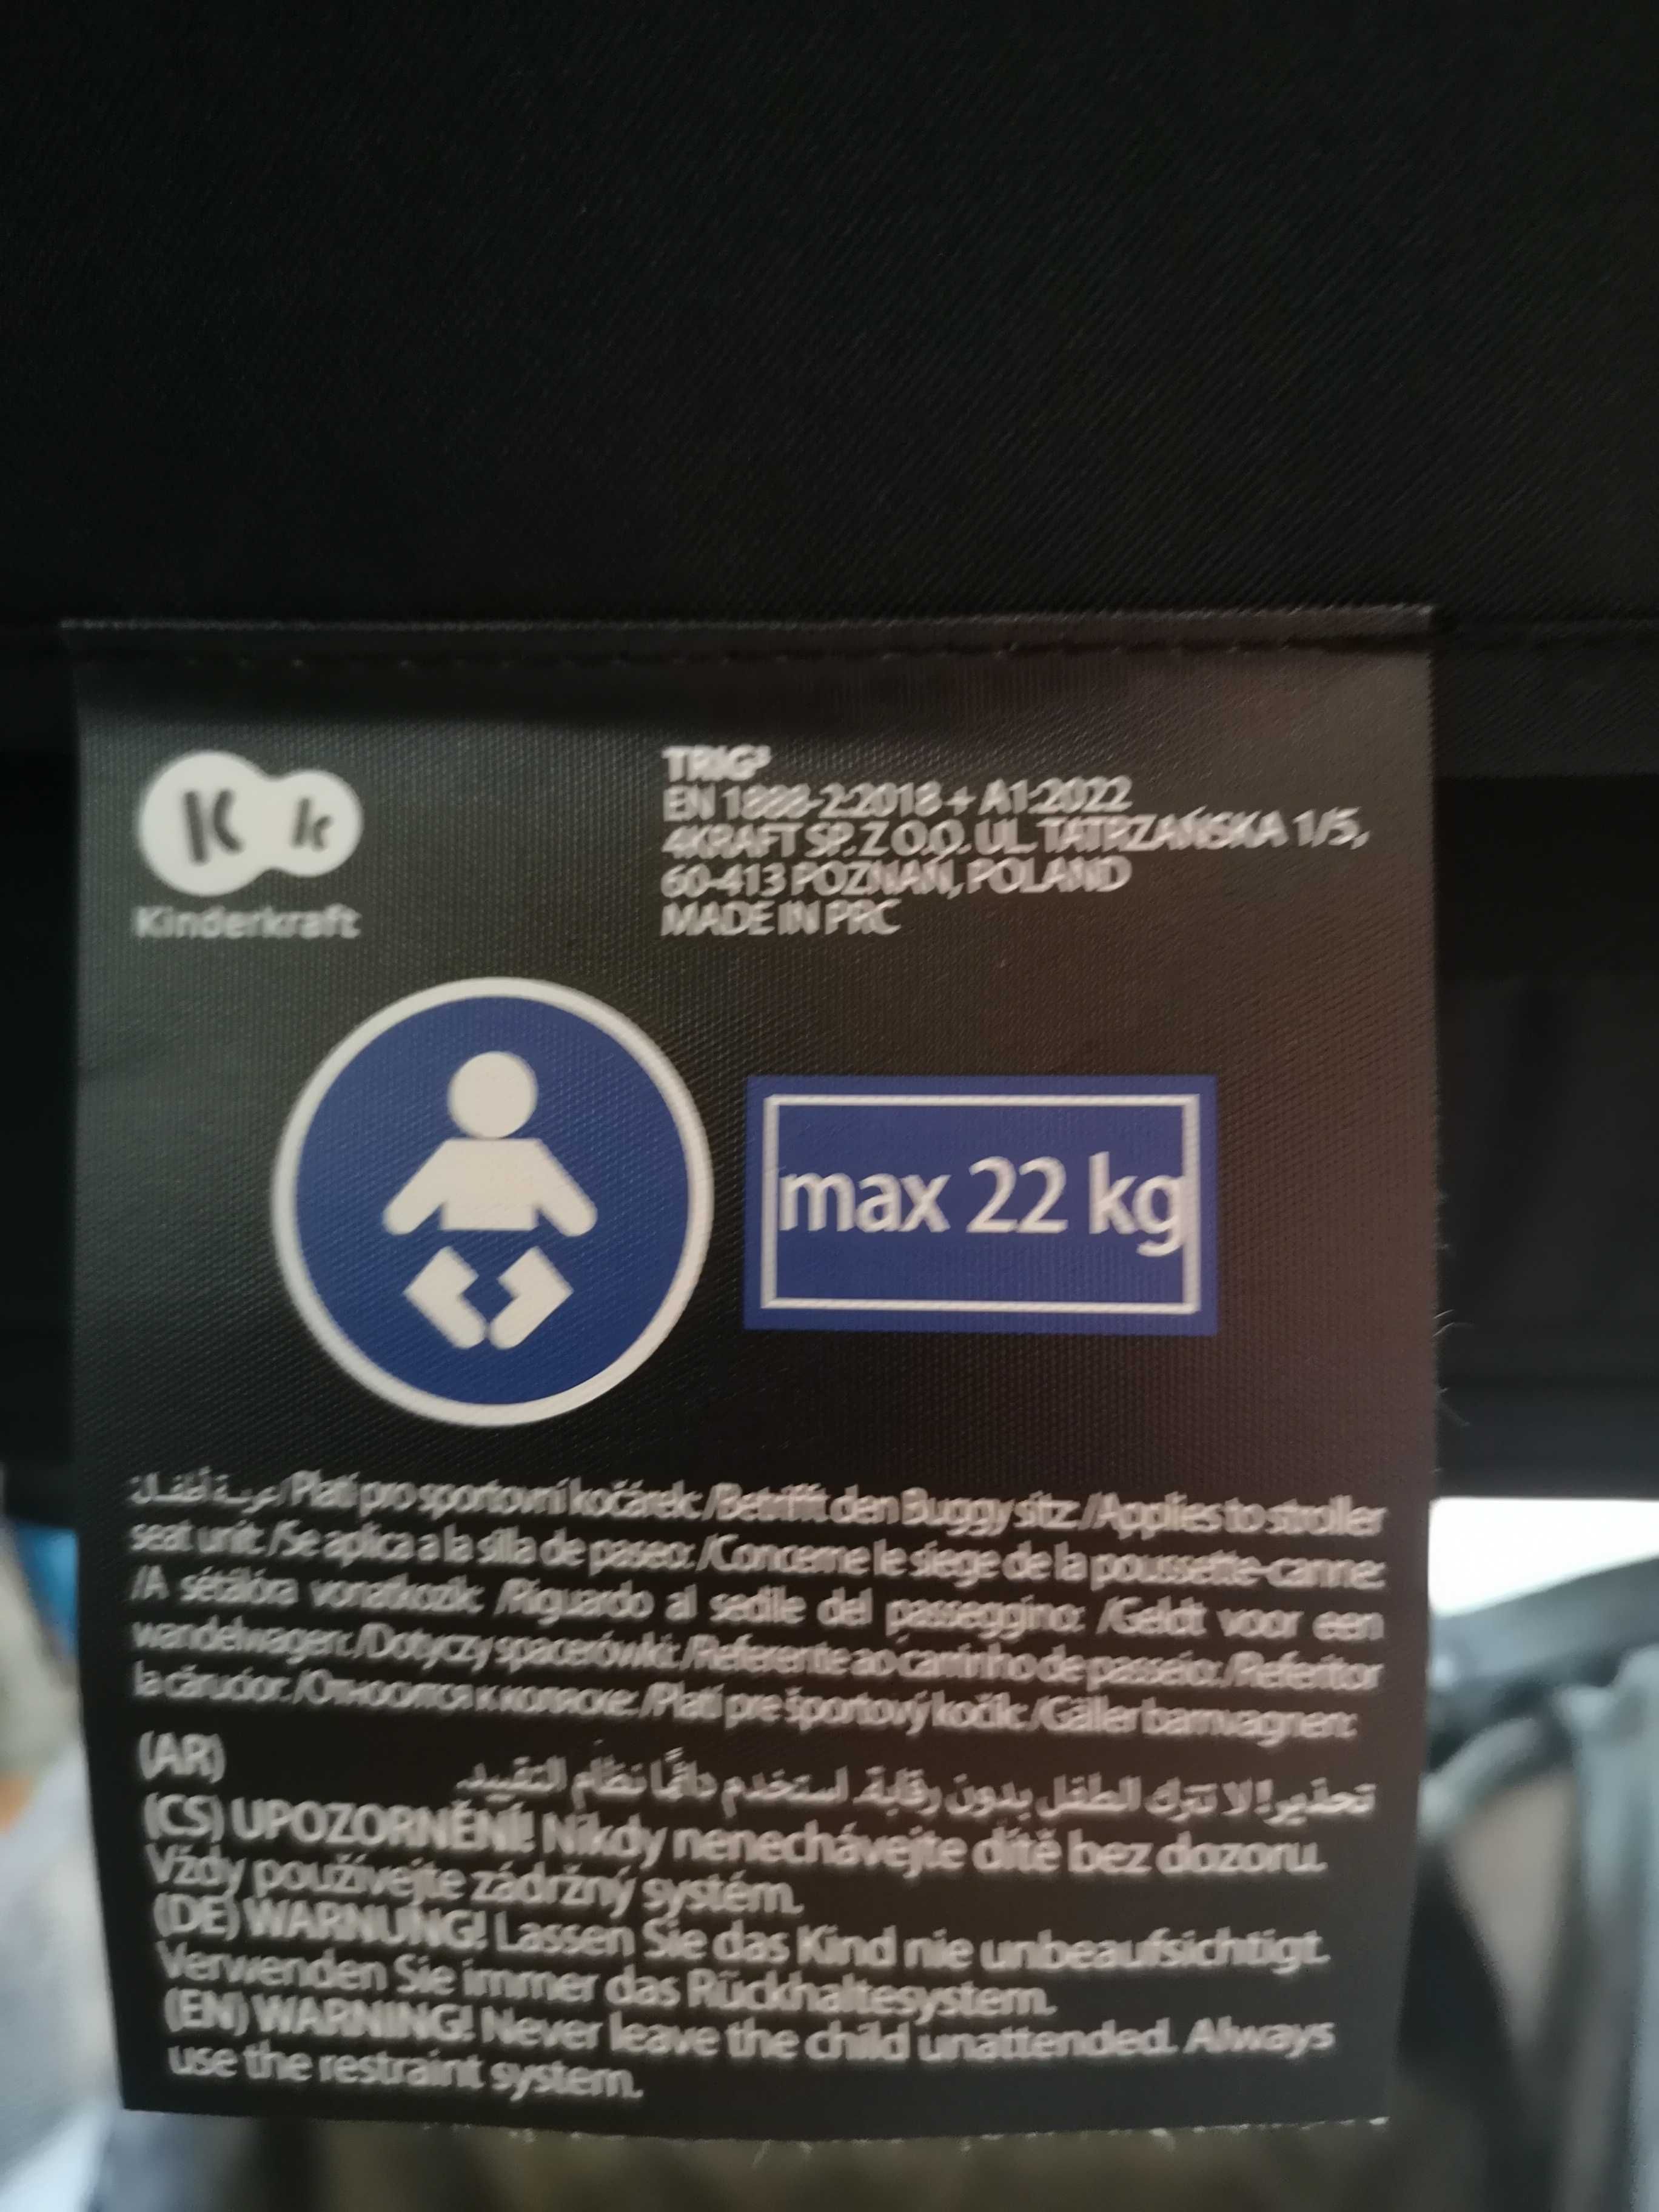 K k
Kinderkraft
TRIG³
EN 1888-2:2018 + A1:2022
4KRAFT SP. Z O.O. UL. TATRZAŃSKA 1/5,
60-413 POZNAŃ, POLAND
MADE IN PRC
max 22 kg
عربة أطفال: /Platí pro sportovní kočárek: /Betrifft den Buggysitz: /Applies to stroller
seat unit: /Se aplica a la silla de paseo: /Concerne le siege de la poussette-canne:
/A sétálóra vonatkozik: /Riguardo al sedile del passeggino: /Geldt voor een
wandelwagen: /Dotyczy spacerówki: /Referente ao carrinho de passeio: /Referitor
la cărucior: /Относится к коляске: /Platí pre športový kočík: /Gäller barnvagnen:
(AR)
تحذير! لا تترك الطفل بدون رقابة. استخدم دائمًا نظام التقييد.
(CS) UPOZORNĚNÍ! Nikdy nenechávejte dítě bez dozoru.
Vždy používejte zádržný systém.
(DE) WARNUNG! Lassen Sie das Kind nie unbeaufsichtigt.
Verwenden Sie immer das Rückhaltesystem.
(EN) WARNING! Never leave the child unattended. Always
use the restraint system.